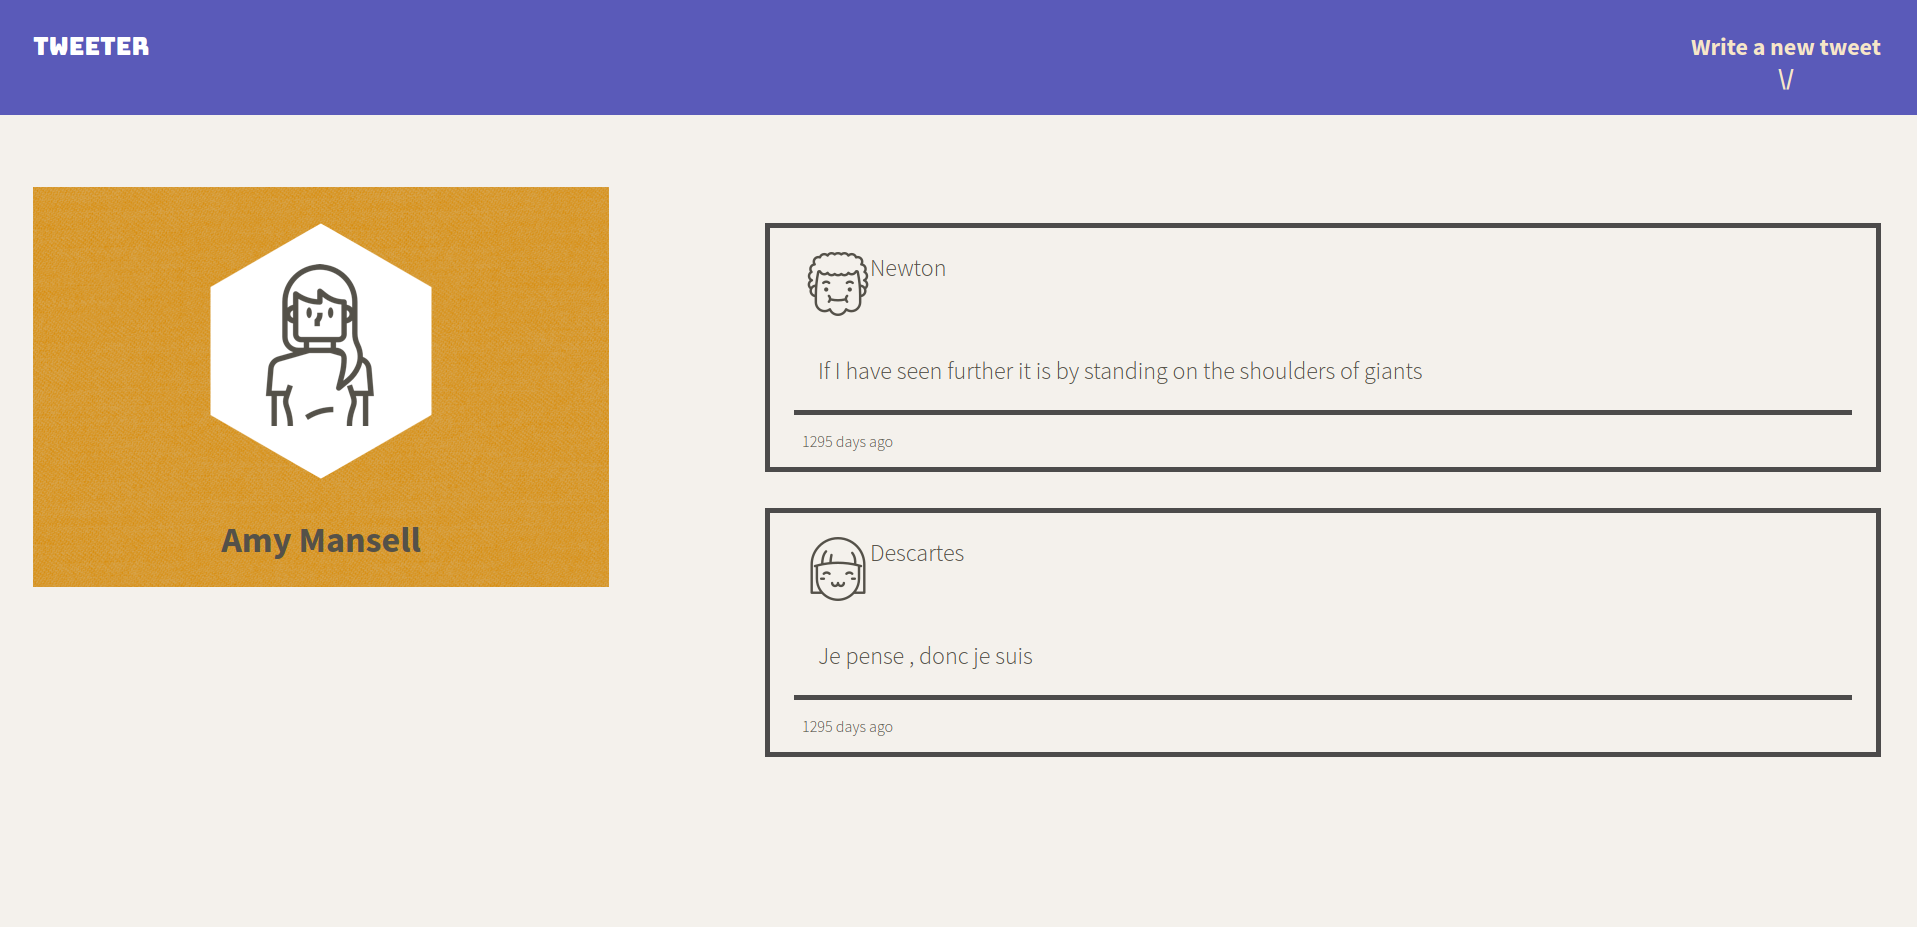 TWEETER
Write a new tweet
\/
Amy Mansell
Newton
If I have seen further it is by standing on the shoulders of giants
1295 days ago
Descartes
Je pense , donc je suis
1295 days ago